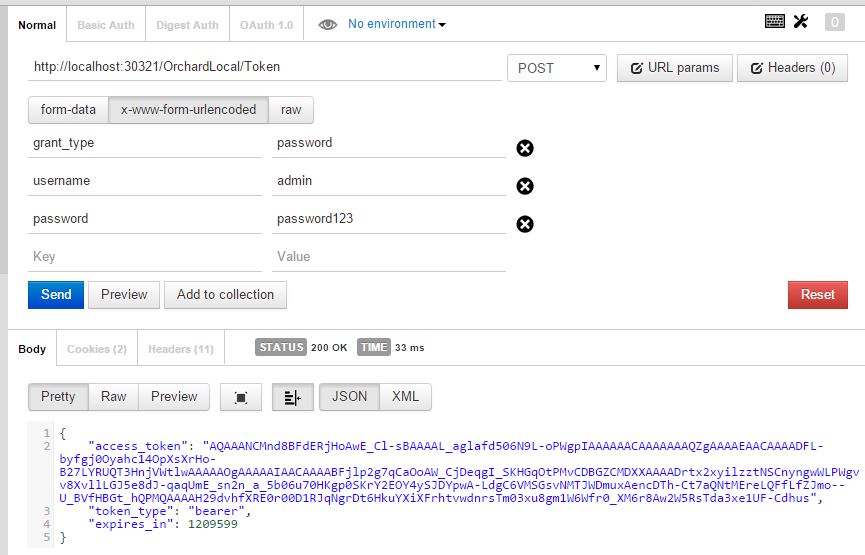 Normal Basic Auth Digest Auth OAuth 1.0 No environment 0
http://localhost:30321/OrchardLocal/Token POST URL params Headers (0)
form-data x-www-form-urlencoded raw
grant_type password
username admin
password password123
Key Value
Send Preview Add to collection Reset
Body Cookies (2) Headers (11) STATUS 200 OK TIME 33 ms
Pretty Raw Preview JSON XML
1 {
2 "access_token": "AQAAANCMnd8BFdERjHoAwE_Cl-sBAAAAL_aglafd506N9L-oPWgpIAAAAAACAAAAAAAQZgAAAAEAACAAAADFL-
byfgj0Oyahc14OpXsXrHo-
B27LYRUQT3HnjVWtlwAAAAAOgAAAAAIAACAAAABFjlp2g7qCaOoAW_CjDeqgI_SKHGqOtPMvCDBGZCMDXXAAAADrtx2xyilzztNSCnyngwWLPWgv
v8XvllLGJ5e8dJ-qaqUmE_sn2n_a_5b06u70HKgp0SKrY2EOY4ySJDYpwA-LdgC6VMSGsvNMTJWDmuxAencDTh-Ct7aQNtMEreLQFfLfZJmo--
U_BVfHBGt_hQPMQAAAAH29dvhfXRE0r00D1RJqNgrDt6HkuYXiXFrhtvwdnrsTm03xu8gm1W6Wfr0_XM6r8Aw2W5RsTda3xe1UF-Cdhus",
3 "token_type": "bearer",
4 "expires_in": 1209599
5 }